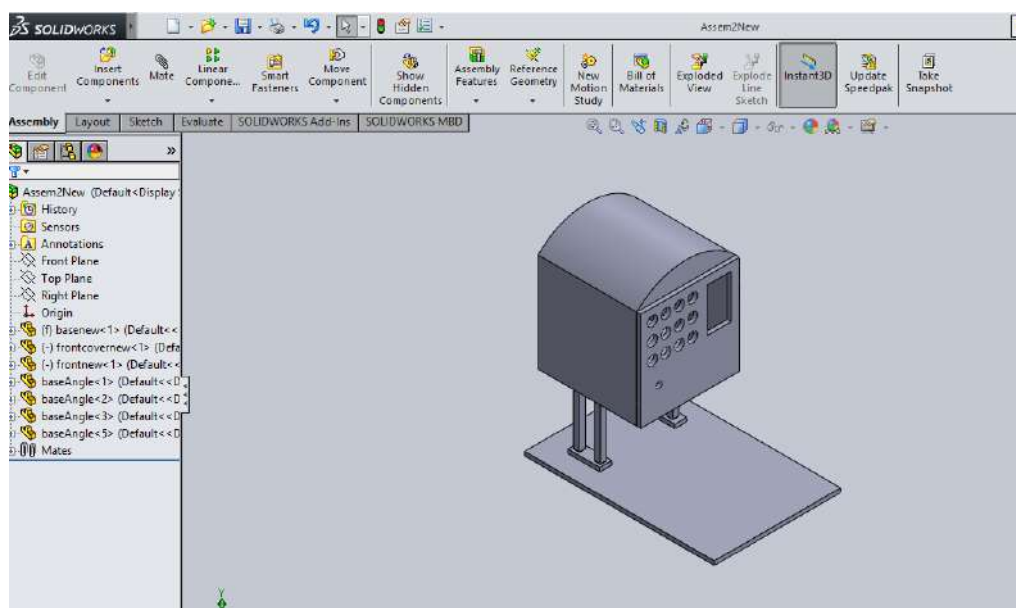 SOLIDWORKS
Assem2New
Edit Component
Insert Components
Mate
Linear Compone...
Smart Fasteners
Move Component
Show Hidden Components
Assembly Features
Reference Geometry
New Motion Study
Bill of Materials
Exploded View
Explode Line Sketch
Instant3D
Update Speedpak
Take Snapshot
Assembly Layout Sketch Evaluate SOLIDWORKS Add-Ins SOLIDWORKS MBD
Assem2New (Default<Display
History
Sensors
A Annotations
Front Plane
Top Plane
Right Plane
Origin
(f) basenew<1> (Default<<
(-) frontcovernew<1> (Defa
(-) frontnew<1> (Default<<
baseAngle<1> (Default<<D
baseAngle<2> (Default<<D
baseAngle<3> (Default<<D
baseAngle<5> (Default<<D
Mates
Y